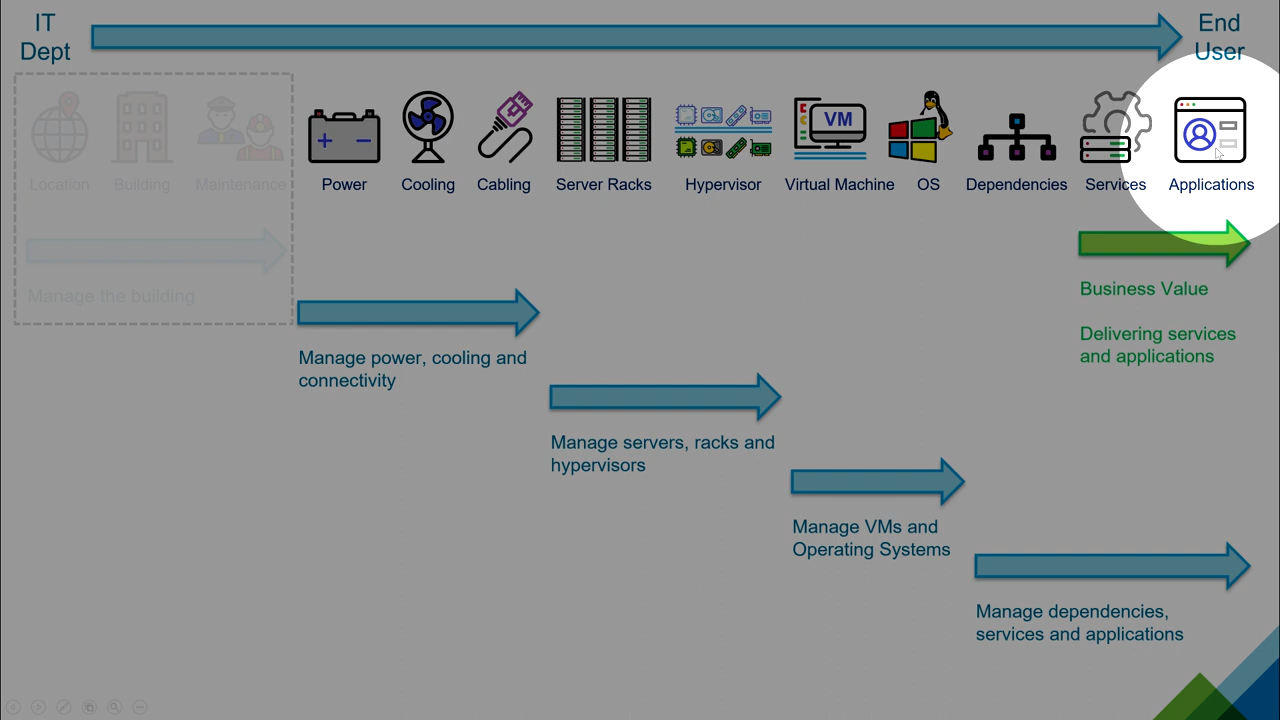 IT
Dept
End
User
Location
Building
Maintenance
Power
Cooling
Cabling
Server Racks
Hypervisor
VM
Virtual Machine
OS
Dependencies
Services
Applications
Manage the building
Manage power, cooling and
connectivity
Manage servers, racks and
hypervisors
Manage VMs and
Operating Systems
Manage dependencies,
services and applications
Business Value
Delivering services
and applications